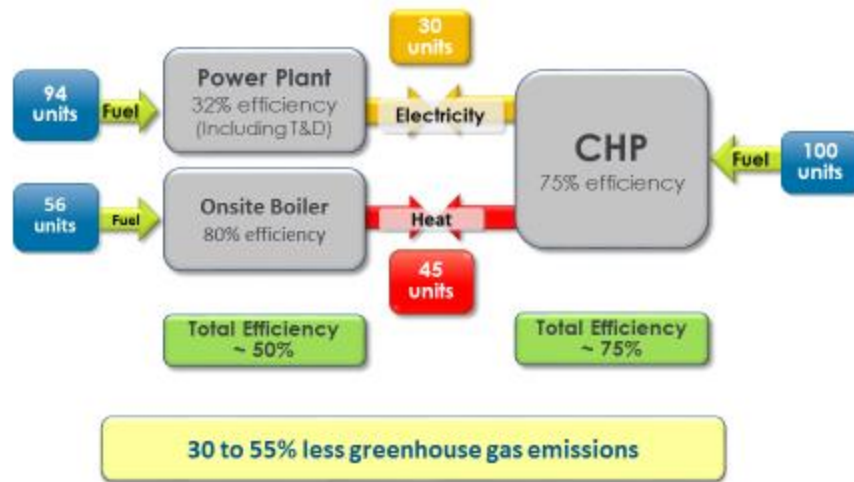 30
units
94
units
Fuel
Power Plant
32% efficiency
(Including T&D)
Electricity
CHP
75% efficiency
Fuel
100
units
56
units
Fuel
Onsite Boiler
80% efficiency
Heat
45
units
Total Efficiency
~ 50%
Total Efficiency
~ 75%
30 to 55% less greenhouse gas emissions